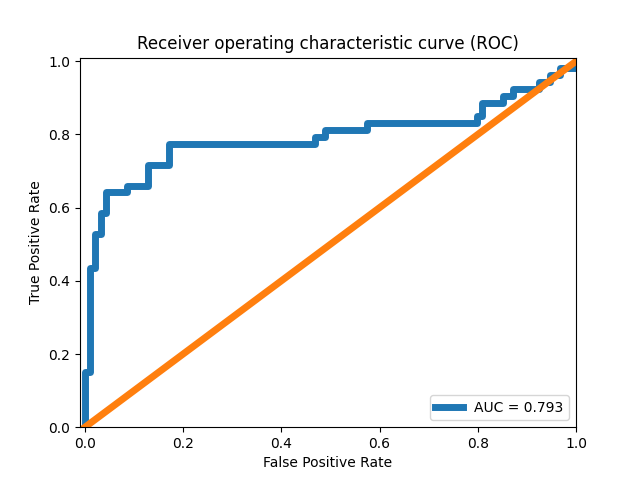 Receiver operating characteristic curve (ROC)
True Positive Rate
1.0
0.8
0.6
0.4
0.2
0.0
AUC = 0.793
0.0 0.2 0.4 0.6 0.8 1.0
False Positive Rate